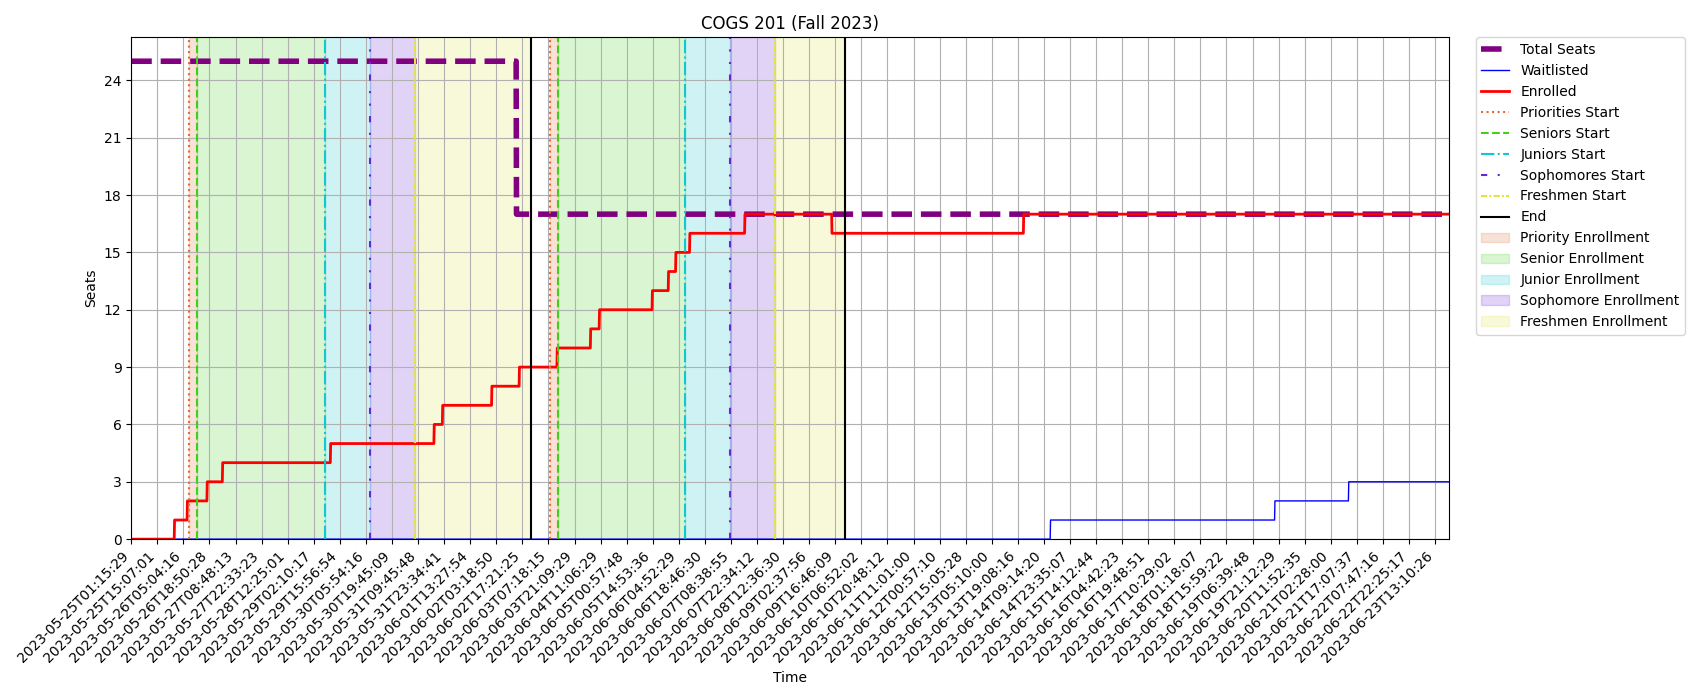 COGS 201 (Fall 2023)
Total Seats
Waitlisted
Enrolled
Priorities Start
Seniors Start
Juniors Start
Sophomores Start
Freshmen Start
End
Priority Enrollment
Senior Enrollment
Junior Enrollment
Sophomore Enrollment
Freshmen Enrollment
Seats
24
21
18
15
12
9
6
3
0
2023-05-25T01:15:29
2023-05-25T15:07:01
2023-05-26T05:04:16
2023-05-26T18:50:28
2023-05-27T08:48:13
2023-05-27T22:33:23
2023-05-28T12:25:01
2023-05-29T02:10:17
2023-05-29T15:56:54
2023-05-30T05:54:16
2023-05-30T19:45:09
2023-05-31T09:45:48
2023-05-31T23:34:41
2023-06-01T13:27:54
2023-06-02T03:18:50
2023-06-02T17:21:25
2023-06-03T07:18:15
2023-06-03T21:09:29
2023-06-04T11:06:29
2023-06-05T00:57:48
2023-06-05T14:53:36
2023-06-06T04:52:29
2023-06-06T18:46:30
2023-06-07T08:38:55
2023-06-07T22:34:12
2023-06-08T12:36:30
2023-06-09T02:37:56
2023-06-09T16:46:09
2023-06-10T06:52:02
2023-06-10T20:48:12
2023-06-11T11:01:00
2023-06-12T00:57:10
2023-06-12T15:05:28
2023-06-13T05:10:00
2023-06-13T19:08:16
2023-06-14T09:14:20
2023-06-14T23:35:07
2023-06-15T14:12:44
2023-06-16T04:42:23
2023-06-16T19:48:51
2023-06-17T10:29:02
2023-06-18T01:18:07
2023-06-18T15:59:22
2023-06-19T06:39:48
2023-06-19T21:12:29
2023-06-20T11:52:35
2023-06-21T02:28:00
2023-06-21T17:07:37
2023-06-22T07:47:16
2023-06-22T22:25:17
2023-06-23T13:10:26
Time